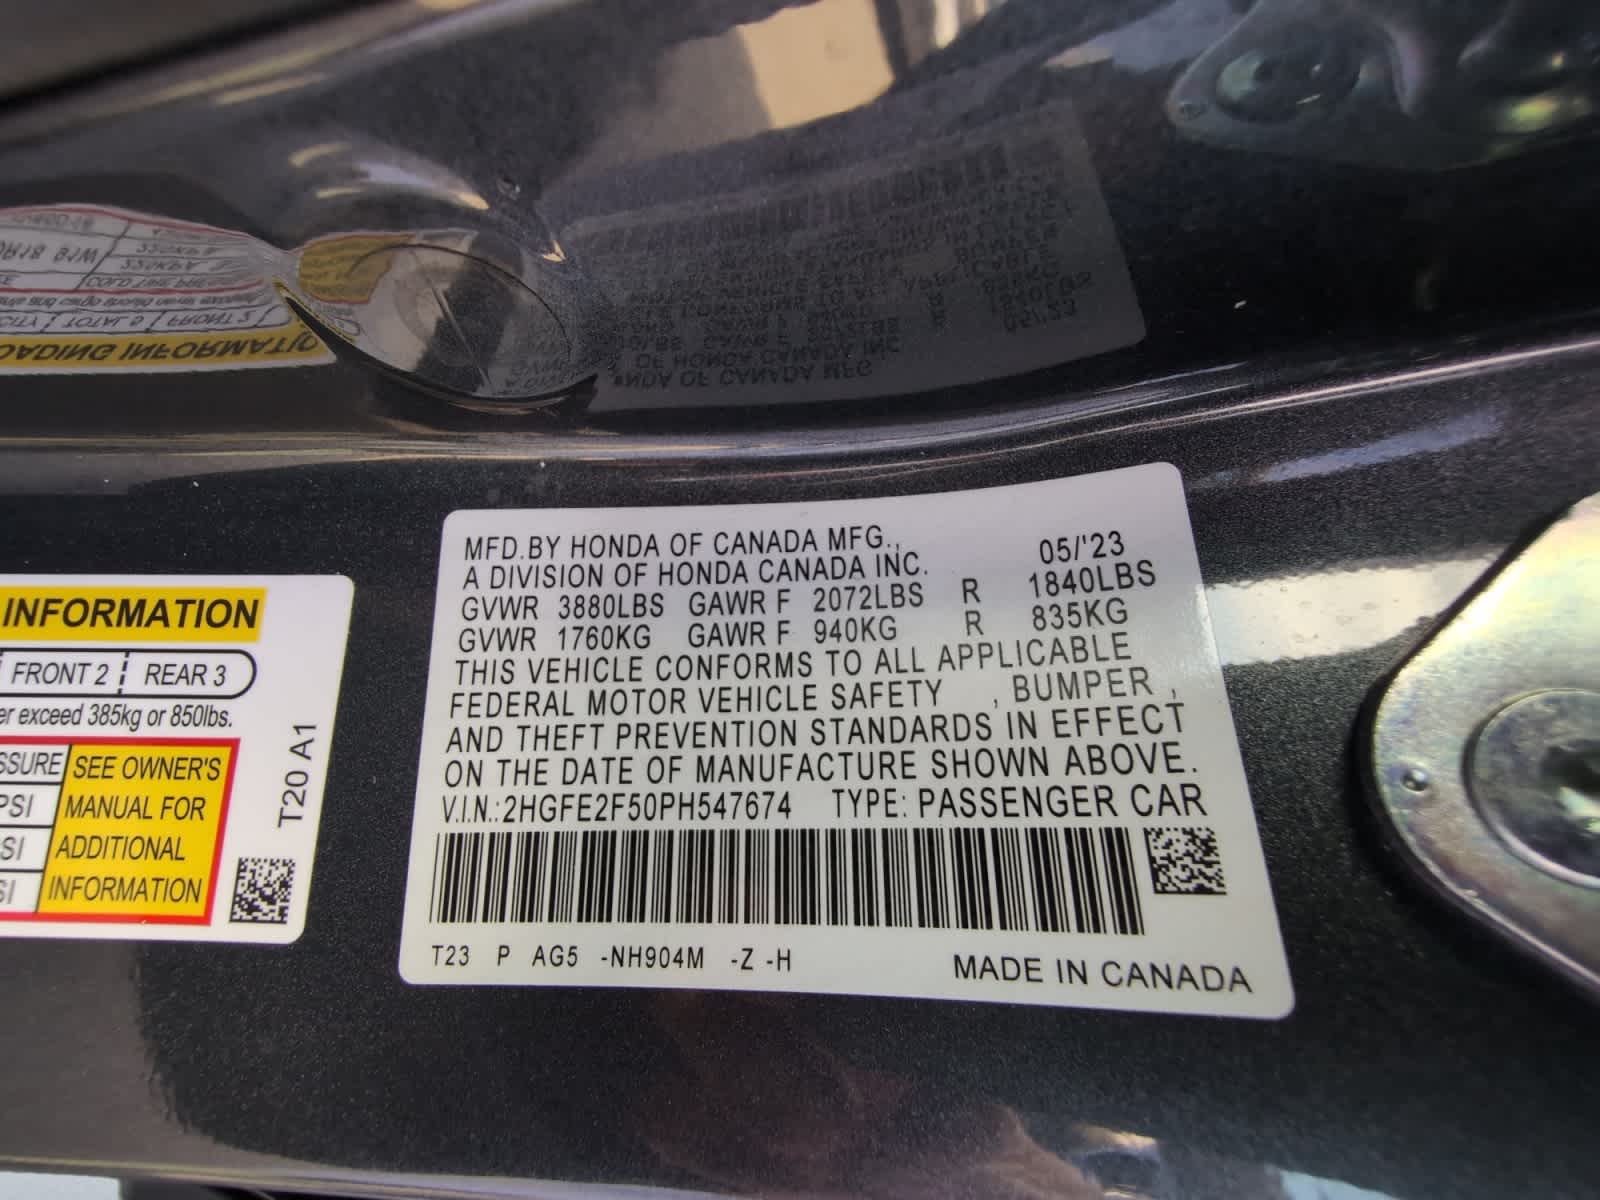 MFD.BY HONDA OF CANADA MFG., 05/'23
A DIVISION OF HONDA CANADA INC.
GVWR 3880LBS GAWR F 2072LBS R 1840LBS
GVWR 1760KG GAWR F 940KG R 835KG
THIS VEHICLE CONFORMS TO ALL APPLICABLE
FEDERAL MOTOR VEHICLE SAFETY , BUMPER ,
AND THEFT PREVENTION STANDARDS IN EFFECT
ON THE DATE OF MANUFACTURE SHOWN ABOVE.
V.I.N.:2HGFE2F50PH547674 TYPE: PASSENGER CAR
T23 P AG5 -NH904M -Z -H
MADE IN CANADA
INFORMATION
FRONT 2 REAR 3
exceed 385kg or 850lbs.
SEE OWNER'S
PSI MANUAL FOR
ADDITIONAL
INFORMATION
T20 A1